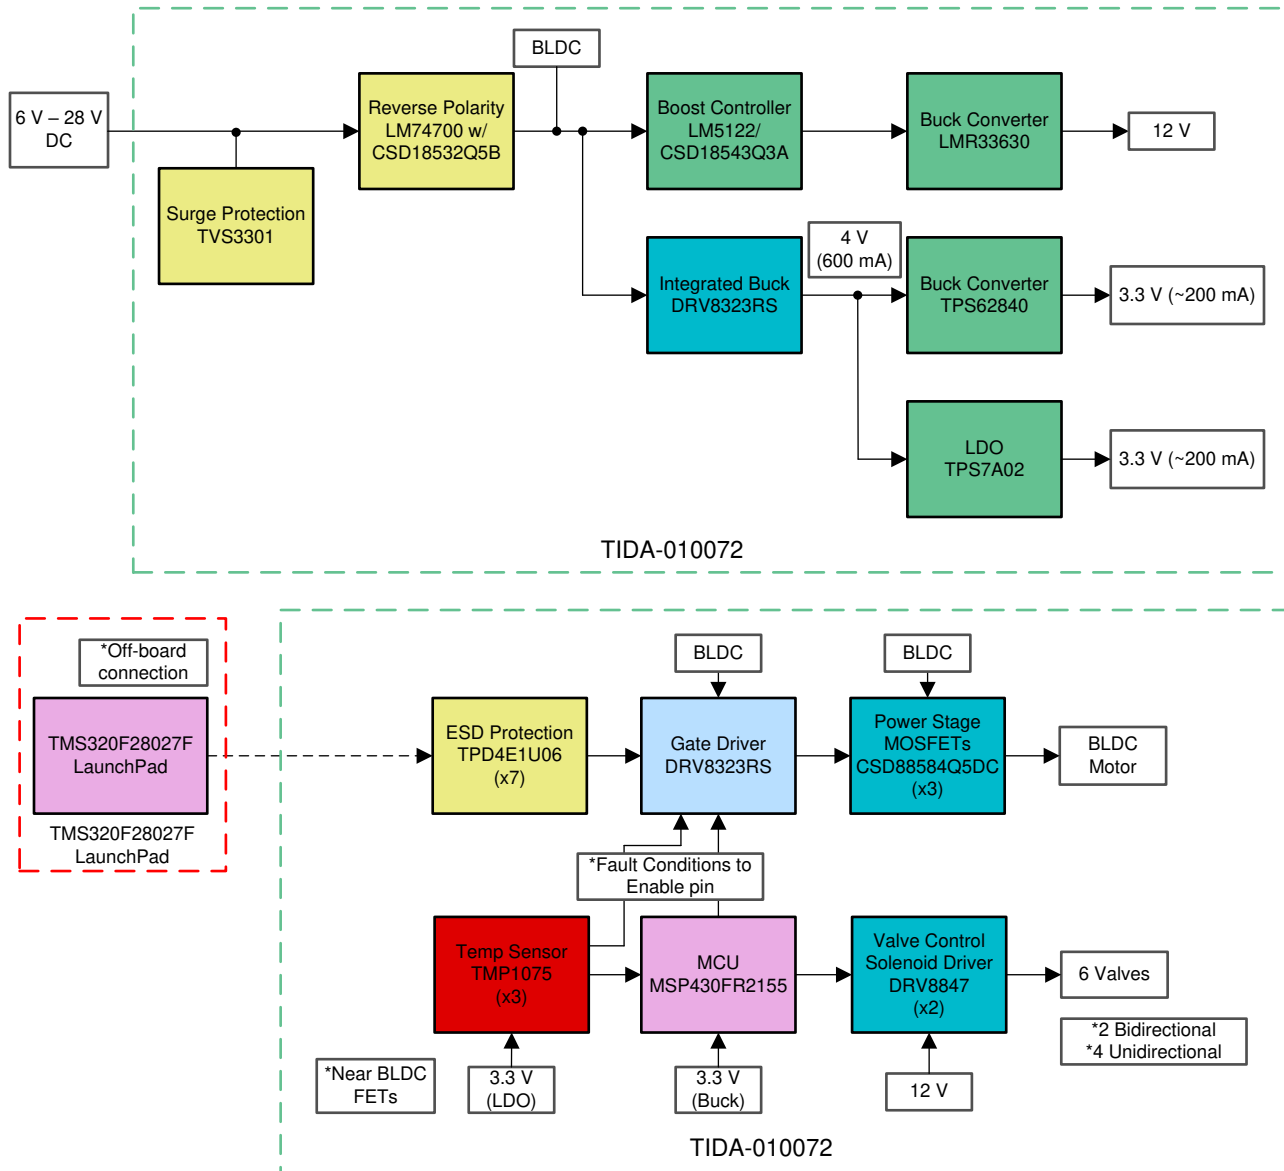 BLDC
6 V – 28 V
DC
Reverse Polarity
LM74700 w/
CSD18532Q5B
Boost Controller
LM5122/
CSD18543Q3A
Buck Converter
LMR33630
12 V
Surge Protection
TVS3301
4 V
(600 mA)
Integrated Buck
DRV8323RS
Buck Converter
TPS62840
3.3 V (~200 mA)
LDO
TPS7A02
3.3 V (~200 mA)
TIDA-010072
*Off-board
connection
TMS320F28027F
LaunchPad
TMS320F28027F
LaunchPad
BLDC
BLDC
ESD Protection
TPD4E1U06
(x7)
Gate Driver
DRV8323RS
Power Stage
MOSFETs
CSD88584Q5DC
(x3)
BLDC
Motor
*Fault Conditions to
Enable pin
Temp Sensor
TMP1075
(x3)
MCU
MSP430FR2155
Valve Control
Solenoid Driver
DRV8847
(x2)
6 Valves
*2 Bidirectional
*4 Unidirectional
*Near BLDC
FETs
3.3 V
(LDO)
3.3 V
(Buck)
12 V
TIDA-010072